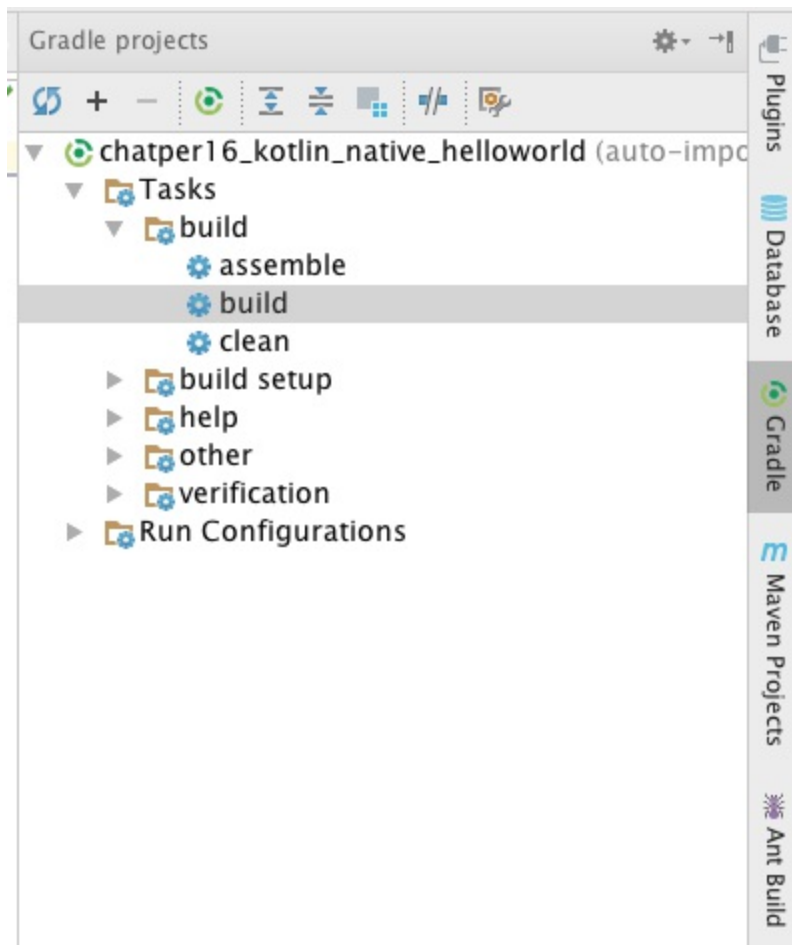 Gradle projects
chatper16_kotlin_native_helloworld (auto-impo
Tasks
build
assemble
build
clean
build setup
help
other
verification
Run Configurations
Plugins
Database
Gradle
Maven Projects
Ant Build